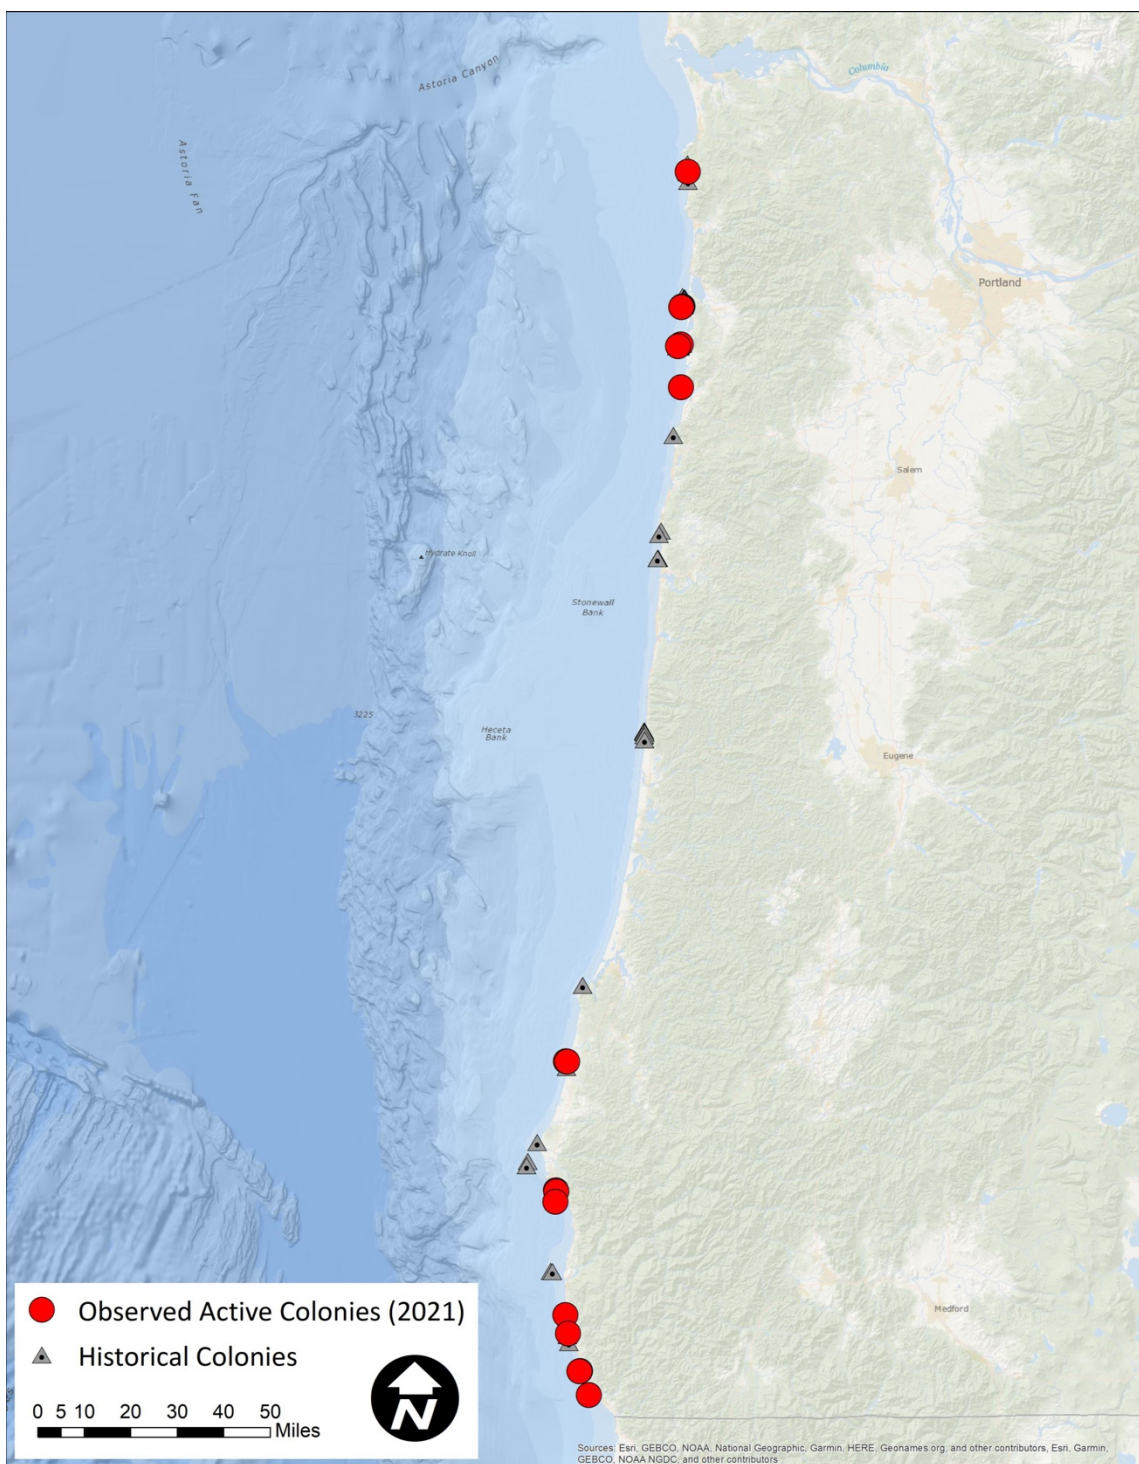 Astoria Canyon
Columbia
Astoria Fan
Portland
Salem
Hydrate Knoll
Stonewall
Bank
3225
Heceta
Bank
Eugene
Medford
Observed Active Colonies (2021)
Historical Colonies
N
0 5 10 20 30 40 50
Miles
Sources: Esri, GEBCO, NOAA, National Geographic, Garmin, HERE, Geonames.org, and other contributors, Esri, Garmin,
GEBCO, NOAA NGDC, and other contributors